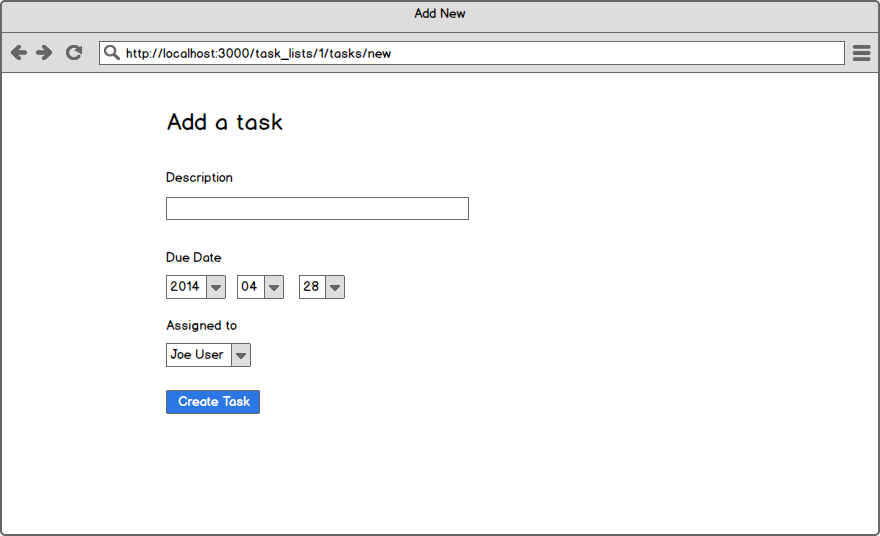 Add New
http://localhost:3000/task_lists/1/tasks/new
Add a task
Description
Due Date
2014 04 28
Assigned to
Joe User
Create Task